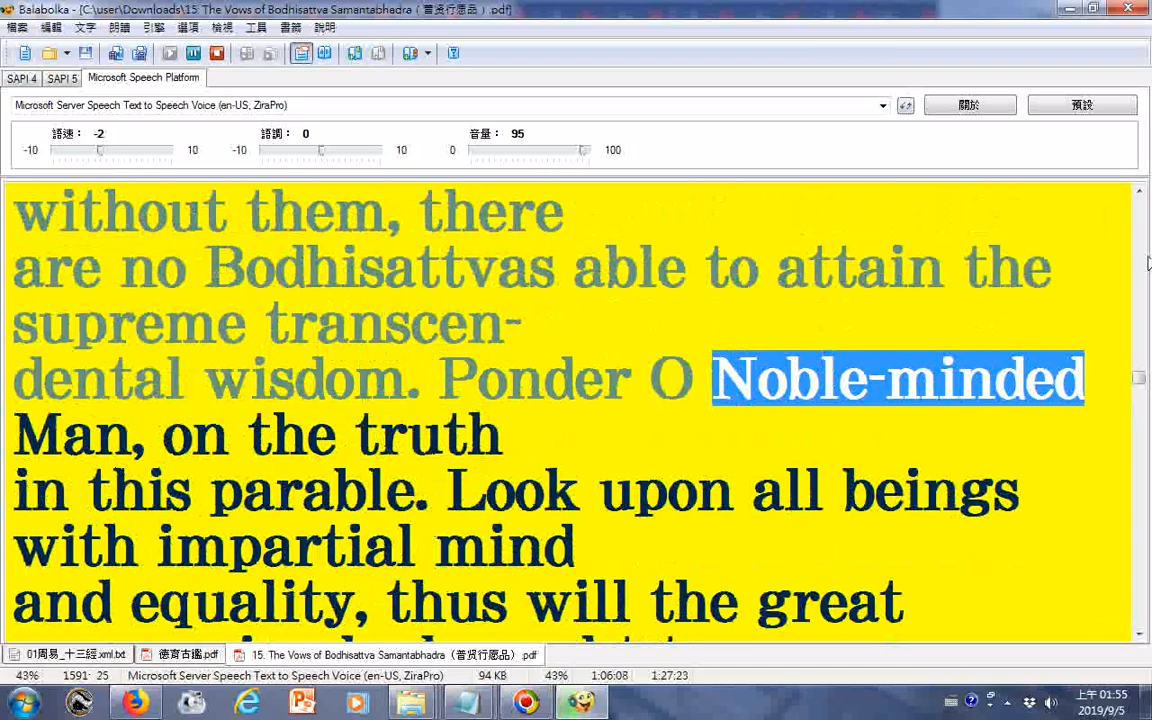 Balabolka - [C:\user\Downloads\15. The Vows of Bodhisattva Samantabhadra（普贤行愿品）.pdf]
檔案 編輯 文字 朗讀 引擎 選項 檢視 工具 書籤 說明
SAPI 4 SAPI 5 Microsoft Speech Platform
Microsoft Server Speech Text to Speech Voice (en-US, ZiraPro) 關於 預設
語速： -2 語調： 0 音量： 95
-10 10 -10 10 0 100
without them, there
are no Bodhisattvas able to attain the
supreme transcen-
dental wisdom. Ponder O Noble-minded
Man, on the truth
in this parable. Look upon all beings
with impartial mind
and equality, thus will the great
01周易_十三經.xml.txt 德育古鑑.pdf 15. The Vows of Bodhisattva Samantabhadra（普贤行愿品）.pdf
43% 1591: 25 Microsoft Server Speech Text to Speech Voice (en-US, ZiraPro) 94 KB 43% 1:06:08 1:27:23
上午 01:55
2019/9/5